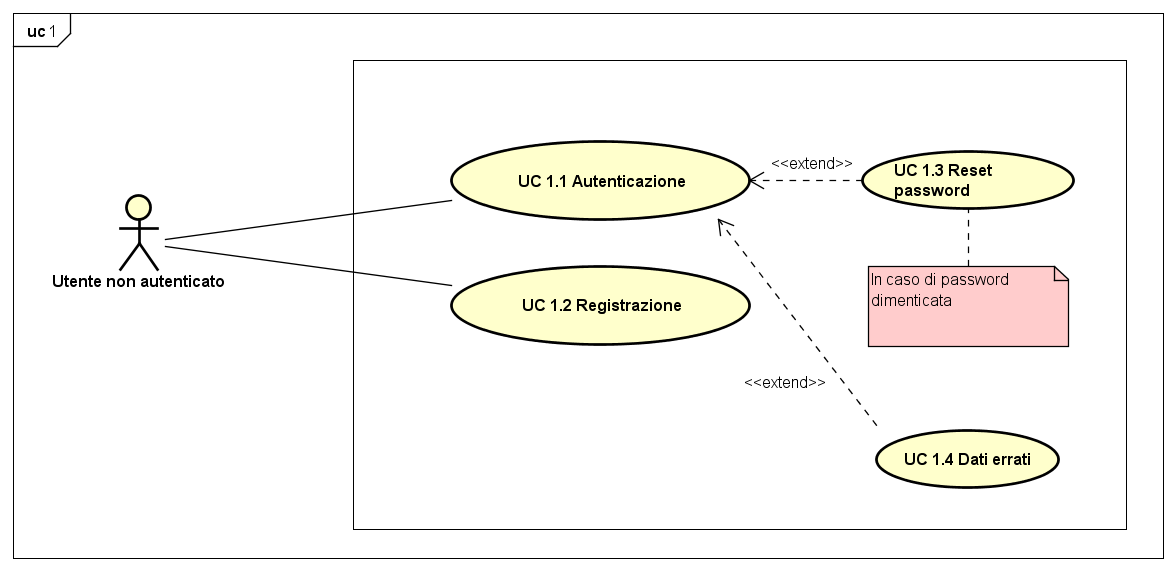 uc 1
<<extend>>
UC 1.3 Reset
password
UC 1.1 Autenticazione
Utente non autenticato
In caso di password
dimenticata
UC 1.2 Registrazione
<<extend>>
UC 1.4 Dati errati